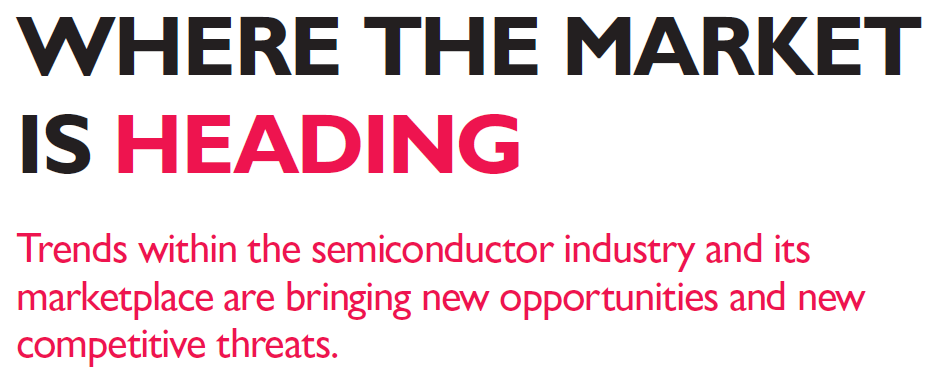 WHERE THE MARKET
IS HEADING
Trends within the semiconductor industry and its
marketplace are bringing new opportunities and new
competitive threats.